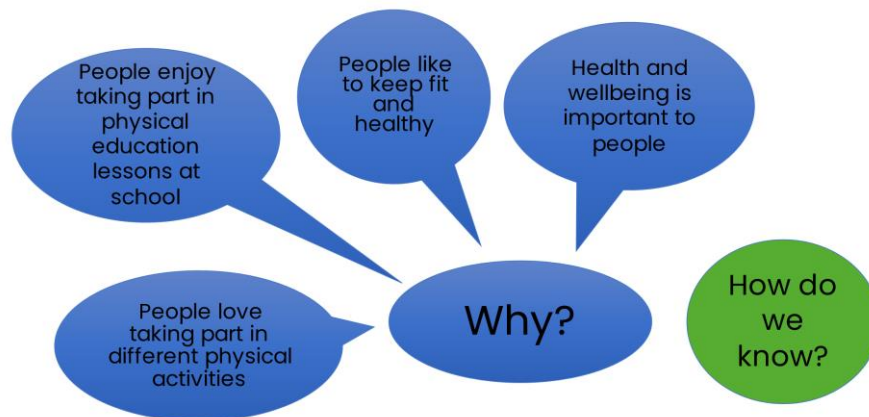 People enjoy
taking part in
physical
education
lessons at
school
People like
to keep fit
and
healthy
Health and
wellbeing is
important to
people
People love
taking part in
different physical
activities
Why?
How do
we
know?